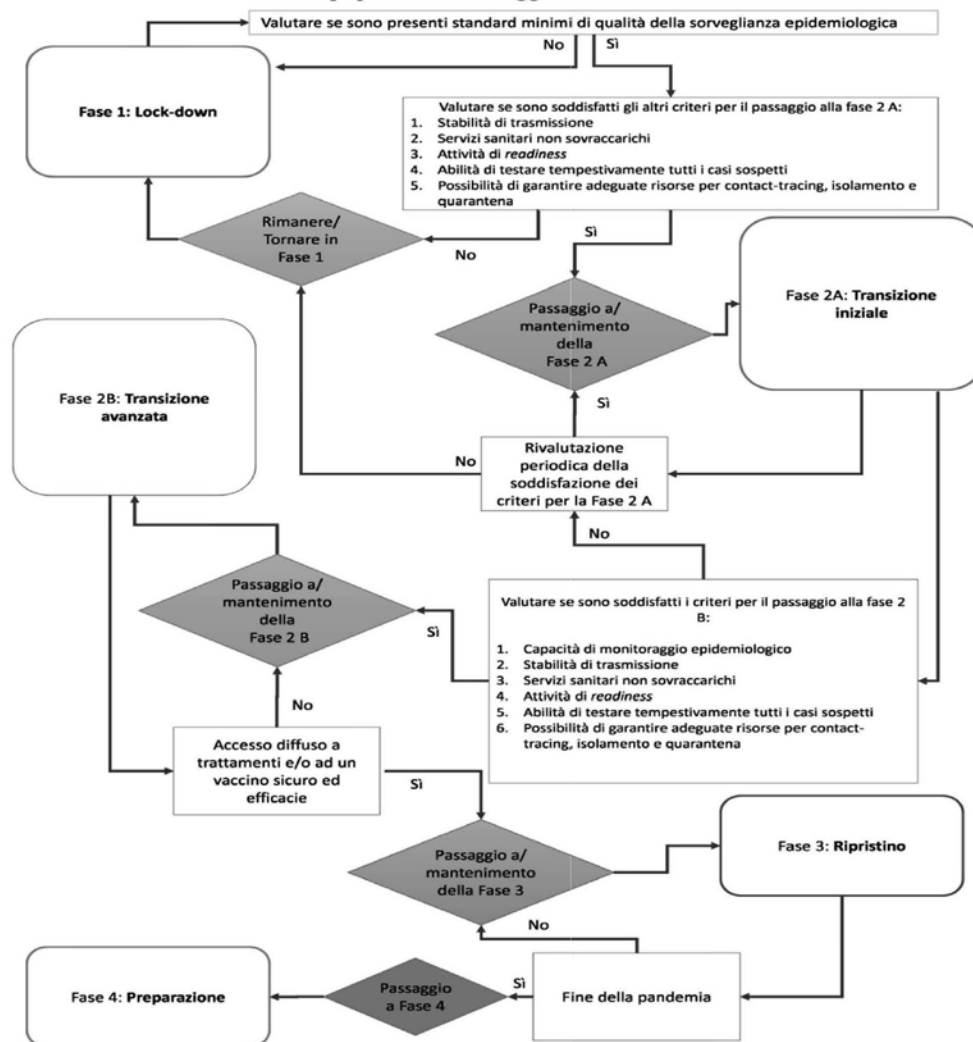 Valutare se sono presenti standard minimi di qualità della sorveglianza epidemiologica
No
Sì
Fase 1: Lock-down
Valutare se sono soddisfatti gli altri criteri per il passaggio alla fase 2 A:
1. Stabilità di trasmissione
2. Servizi sanitari non sovraccarichi
3. Attività di readiness
4. Abilità di testare tempestivamente tutti i casi sospetti
5. Possibilità di garantire adeguate risorse per contact-tracing, isolamento e
quarantena
Rimanere/
Tornare in
Fase 1
No
Sì
Passaggio a/
mantenimento
della
Fase 2 A
Fase 2A: Transizione
iniziale
Fase 2B: Transizione
avanzata
Sì
No
Rivalutazione
periodica della
soddisfazione dei
criteri per la Fase 2 A
No
Passaggio a/
mantenimento
della
Fase 2 B
Sì
Valutare se sono soddisfatti i criteri per il passaggio alla fase 2
B:
1. Capacità di monitoraggio epidemiologico
2. Stabilità di trasmissione
3. Servizi sanitari non sovraccarichi
4. Attività di readiness
5. Abilità di testare tempestivamente tutti i casi sospetti
6. Possibilità di garantire adeguate risorse per contact-
tracing, isolamento e quarantena
No
Accesso diffuso a
trattamenti e/o ad un
vaccino sicuro ed
efficacie
Sì
Passaggio a/
mantenimento
della Fase 3
Fase 3: Ripristino
No
Fase 4: Preparazione
Passaggio
a Fase 4
Sì
Fine della pandemia